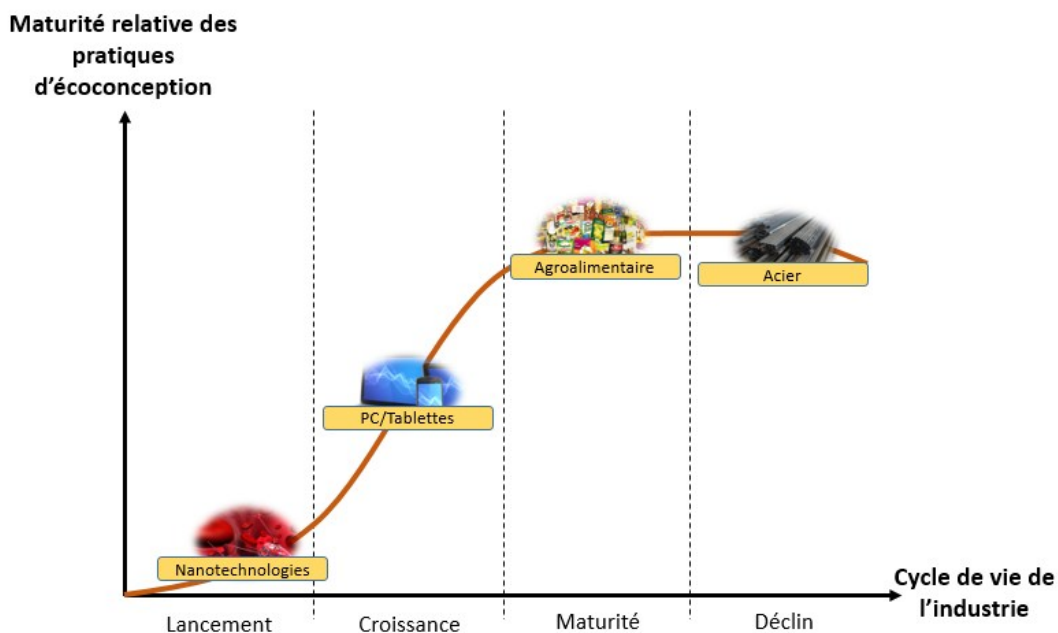 Maturité relative des
pratiques
d'écoconception
Agroalimentaire
Acier
PC/Tablettes
Nanotechnologies
Cycle de vie de
l'industrie
Lancement
Croissance
Maturité
Déclin